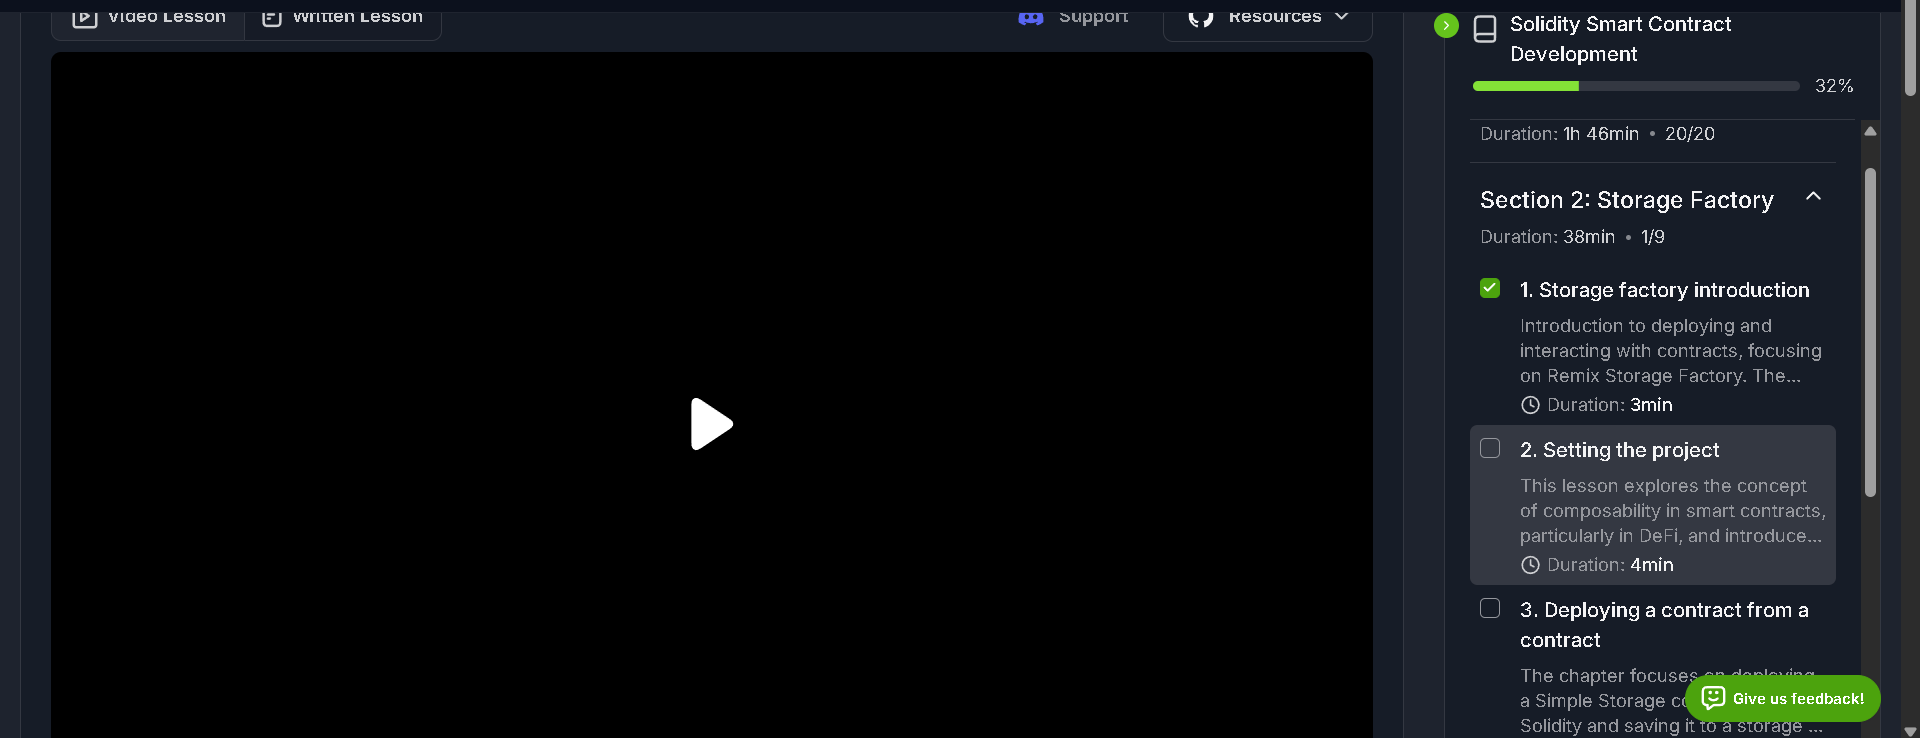 Video Lesson
Written Lesson
Support
Resources
Solidity Smart Contract
Development
32%
Duration: 1h 46min • 20/20
Section 2: Storage Factory
Duration: 38min • 1/9
1. Storage factory introduction
Introduction to deploying and
interacting with contracts, focusing
on Remix Storage Factory. The...
Duration: 3min
2. Setting the project
This lesson explores the concept
of composability in smart contracts,
particularly in DeFi, and introduce...
Duration: 4min
3. Deploying a contract from a
contract
The chapter focuses on deploying
a Simple Storage
Solidity and saving it to a storage ...
Give us feedback!